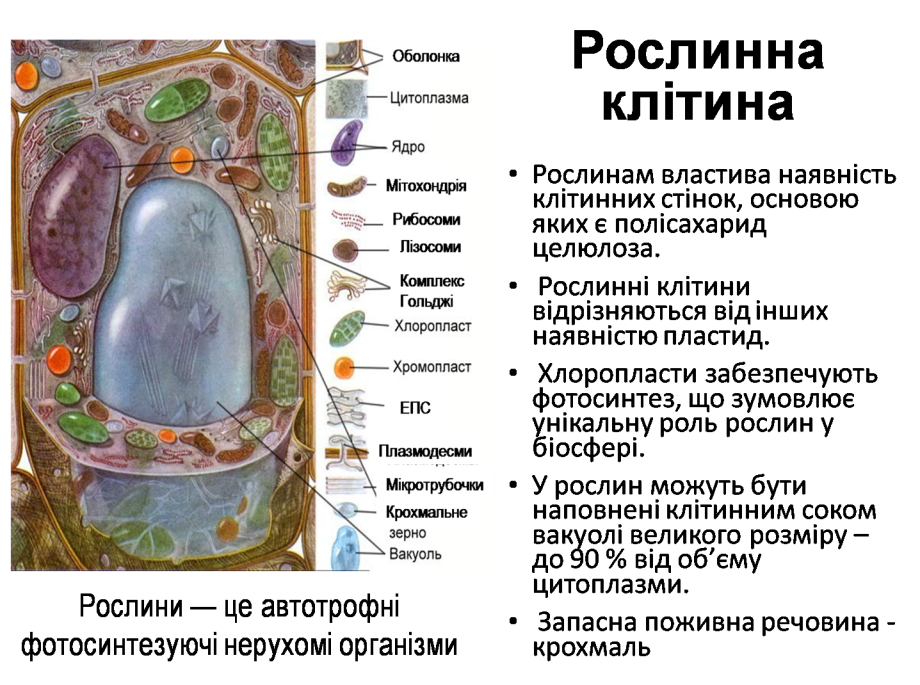 Рослинна
клітина
Оболонка
Цитоплазма
Ядро
Мітохондрія
Рибосоми
Лізосоми
Комплекс
Гольджі
Хлоропласт
Хромопласт
ЕПС
Плазмодесми
Мікротрубочки
Крохмальне
зерно
Вакуоль
Рослини — це автотрофні
фотосинтезуючі нерухомі організми
• Рослинам властива наявність
клітинних стінок, основою
яких є полісахарид
целюлоза.
• Рослинні клітини
відрізняються від інших
наявністю пластид.
• Хлоропласти забезпечують
фотосинтез, що зумовлює
унікальну роль рослин у
біосфері.
• У рослин можуть бути
наповнені клітинним соком
вакуолі великого розміру –
до 90 % від об’єму
цитоплазми.
• Запасна поживна речовина -
крохмаль